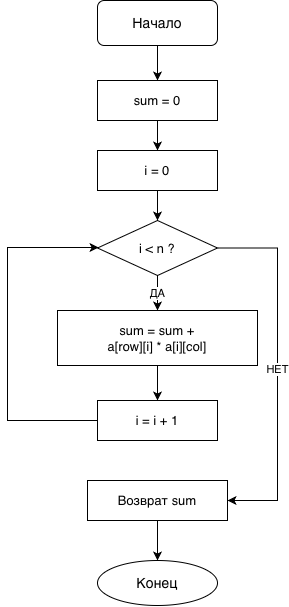 Начало
sum = 0
i = 0
i < n ?
ДА
sum = sum +
a[row][i] * a[i][col]
НЕТ
i = i + 1
Возврат sum
Конец